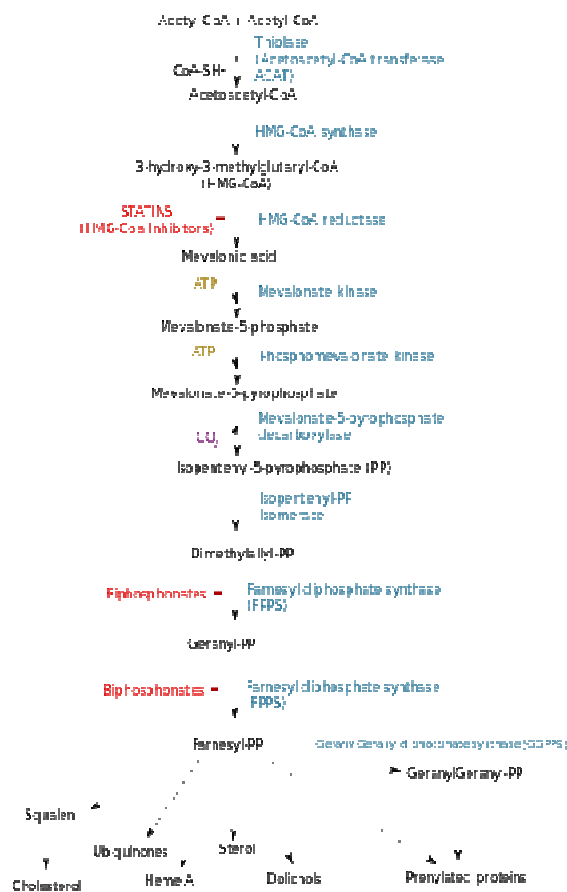 Acetyl-CoA + Acetyl-CoA
Thiolase
(Acetoacetyl-CoA transferase
CoA-SH
ACAT)
Acetoacetyl-CoA
HMG-CoA synthase
3-hydroxy-3-methylglutaryl-CoA
(HMG-CoA)
STATINS
(HMG-CoA Inhibitors)
HMG-CoA reductase
Mevalonic acid
ATP
Mevalonate kinase
Mevalonate-5-phosphate
ATP
Phosphomevalonate kinase
Mevalonate-5-pyrophosphate
Mevalonate-5-pyrophosphate
CO₂
decarboxylase
Isopentenyl-5-pyrophosphate (PP)
Isopentenyl-PP
Isomerase
Dimethylallyl-PP
Biphosphonates
Farnesyl diphosphate synthase
(FPPS)
Geranyl-PP
Biphosphonates
Farnesyl diphosphate synthase
(FPPS)
Farnesyl-PP
GeranylGeranyl-PP
Squalen
Ubiquinones
Sterol
Cholesterol
Heme A
Dolichols
Prenylated proteins